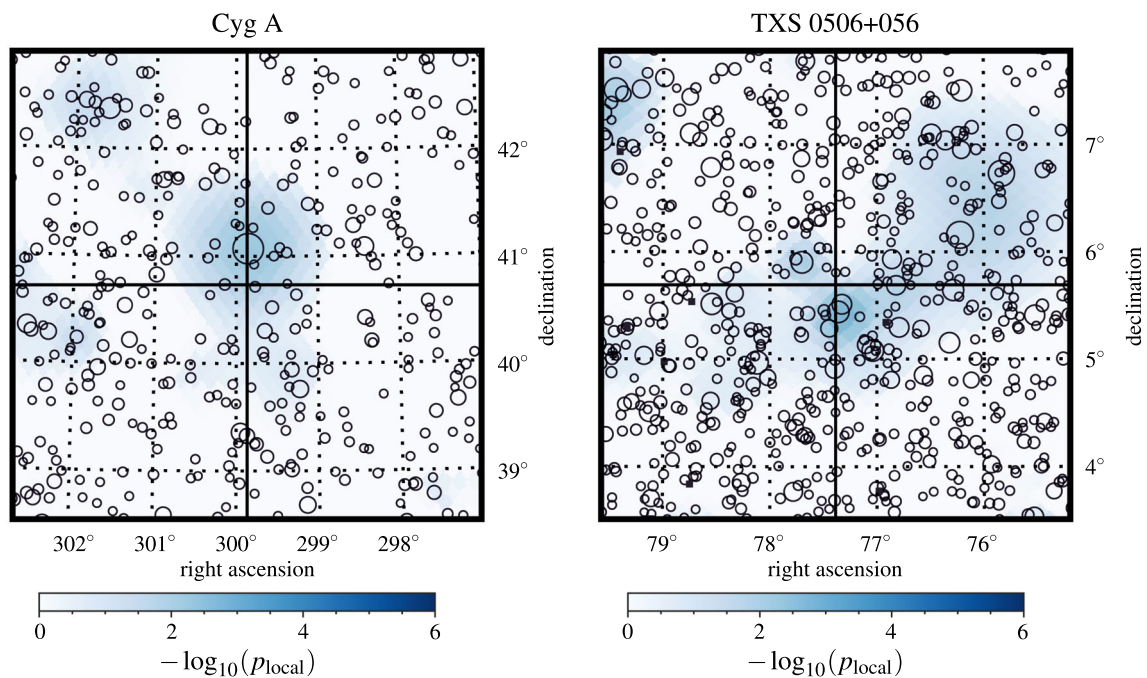 Cyg A
42°
41°
40°
39°
declination
302° 301° 300° 299° 298°
right ascension
0 2 4 6
−log10(plocal)
TXS 0506+056
7°
6°
5°
4°
declination
79° 78° 77° 76°
right ascension
0 2 4 6
−log10(plocal)